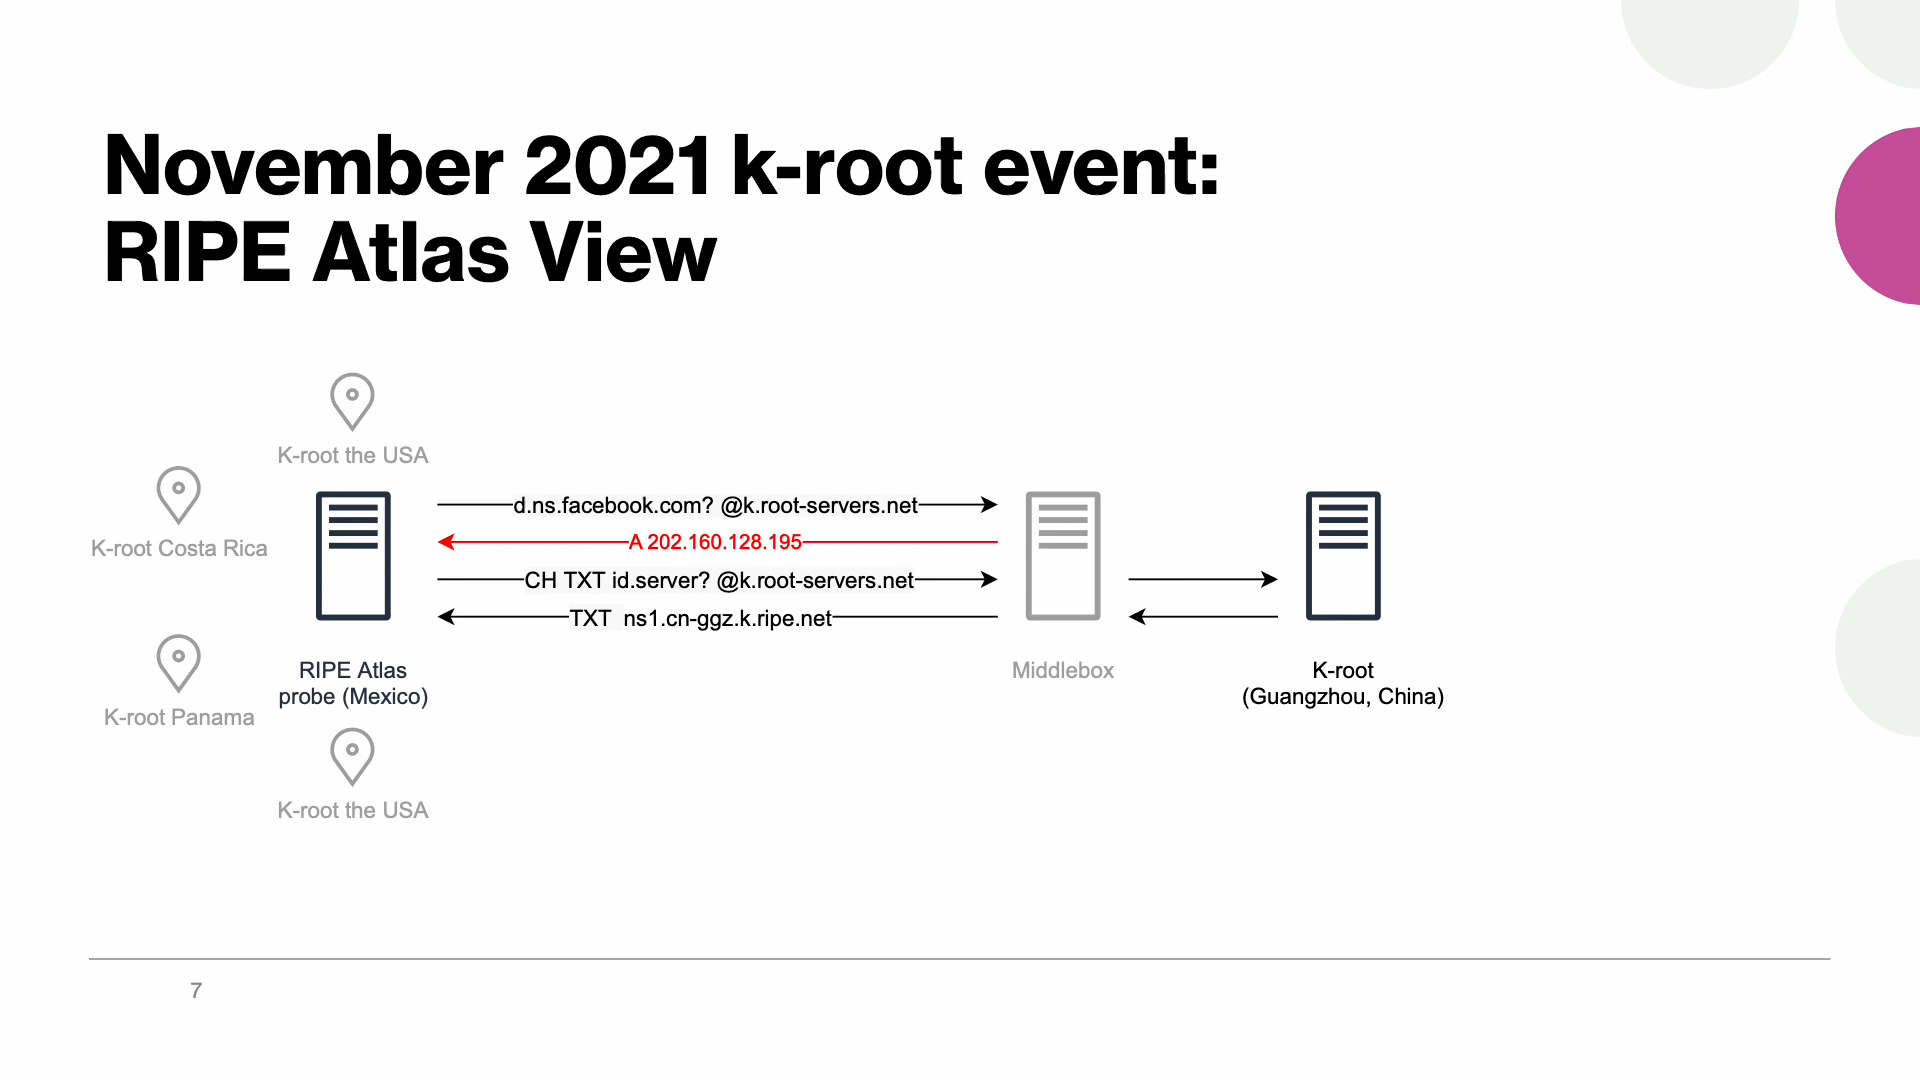 November 2021 k-root event:
RIPE Atlas View
K-root the USA
K-root Costa Rica
K-root Panama
K-root the USA
RIPE Atlas
probe (Mexico)
d.ns.facebook.com? @k.root-servers.net
A 202.160.128.195
CH TXT id.server? @k.root-servers.net
TXT ns1.cn-ggz.k.ripe.net
Middlebox
K-root
(Guangzhou, China)
7